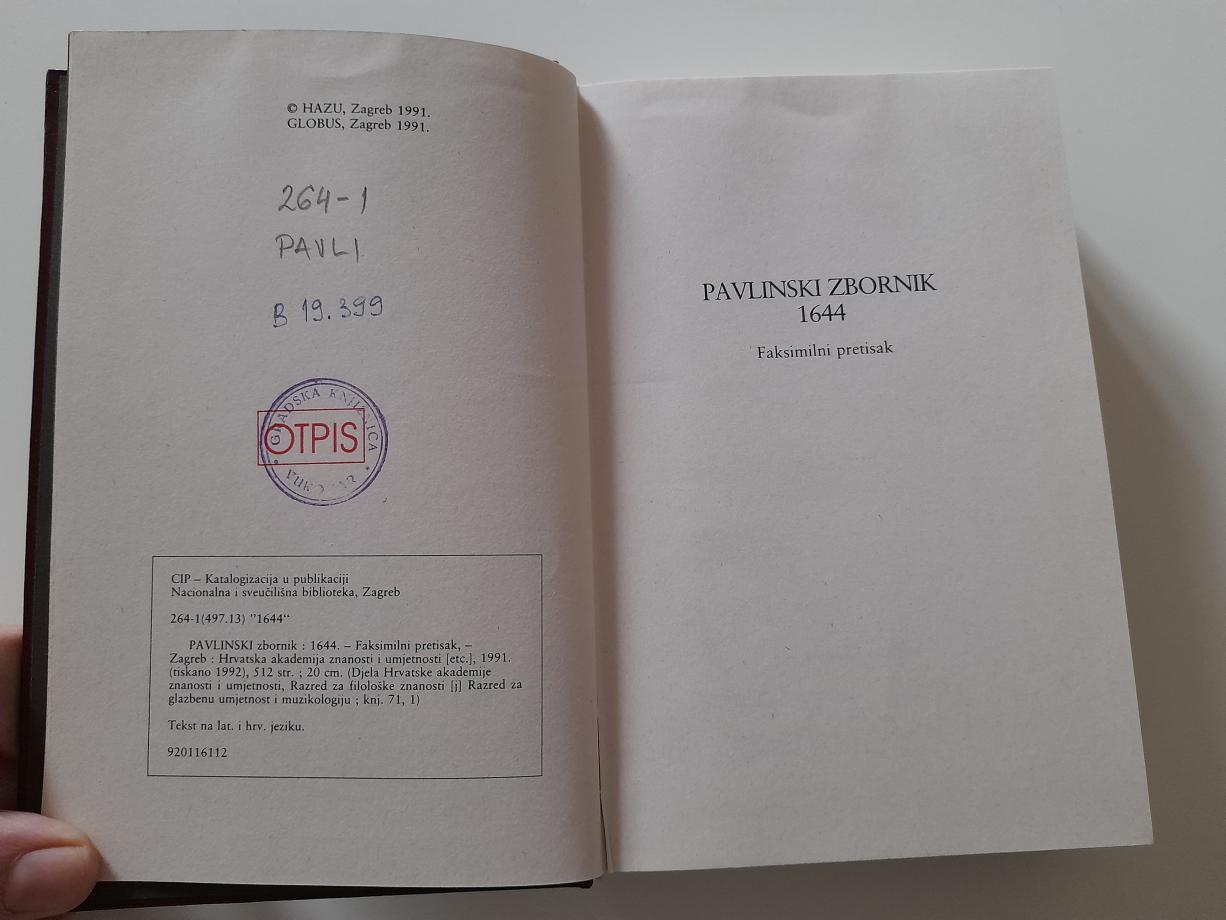 © HAZU, Zagreb 1991.
GLOBUS, Zagreb 1991.
264-1
PAVLI
B 19.399
GRADSKA KNJIŽNICA
OTPIS
VUKOVAR
CIP – Katalogizacija u publikaciji
Nacionalna i sveučilišna biblioteka, Zagreb
264-1(497.13) "1644“
PAVLINSKI zbornik : 1644. – Faksimilni pretisak, –
Zagreb : Hrvatska akademija znanosti i umjetnosti [etc.], 1991.
(tiskano 1992), 512 str. ; 20 cm. (Djela Hrvatske akademije
znanosti i umjetnosti, Razred za filološke znanosti [j] Razred za
glazbenu umjetnost i muzikologiju ; knj. 71, 1)
Tekst na lat. i hrv. jeziku.
920116112
PAVLINSKI ZBORNIK
1644
Faksimilni pretisak